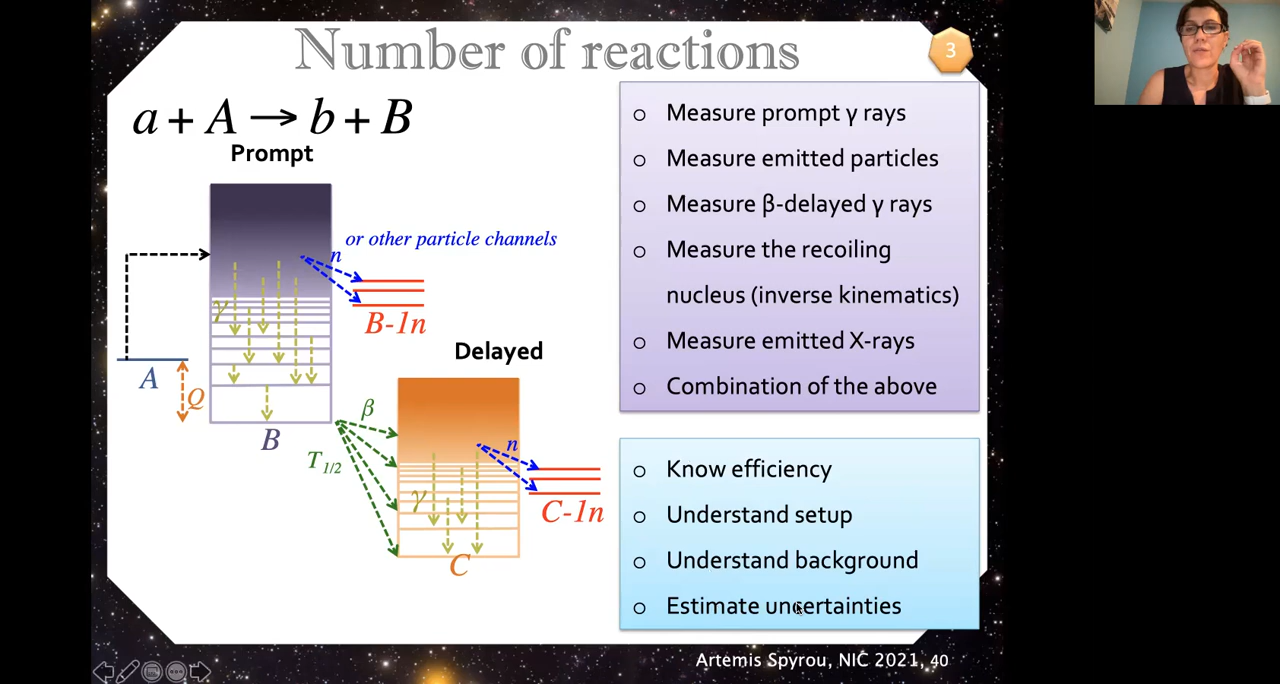 Number of reactions
3
a + A → b + B
Prompt
or other particle channels
n
γ
B-1n
A
Q
B
Delayed
β
T1/2
n
γ
C-1n
C
o Measure prompt γ rays
o Measure emitted particles
o Measure β-delayed γ rays
o Measure the recoiling
nucleus (inverse kinematics)
o Measure emitted X-rays
o Combination of the above
o Know efficiency
o Understand setup
o Understand background
o Estimate uncertainties
Artemis Spyrou, NIC 2021, 40